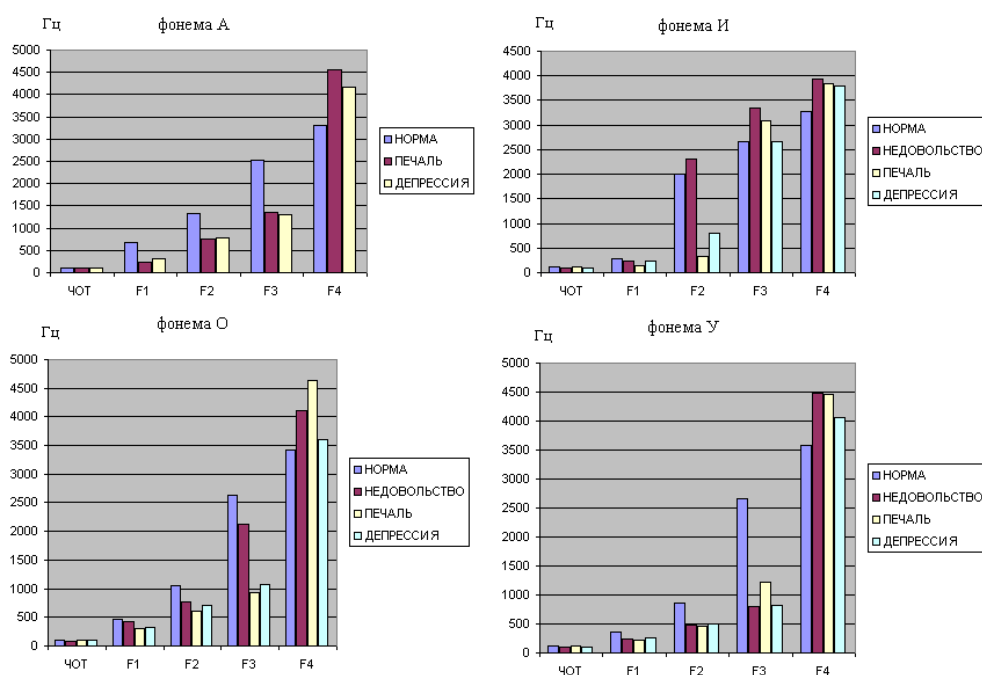 Гц
фонема А
5000
4500
4000
3500
3000
2500
2000
1500
1000
500
0
ЧОТ F1 F2 F3 F4
НОРМА
ПЕЧАЛЬ
ДЕПРЕССИЯ
Гц
фонема И
4500
4000
3500
3000
2500
2000
1500
1000
500
0
ЧОТ F1 F2 F3 F4
НОРМА
НЕДОВОЛЬСТВО
ПЕЧАЛЬ
ДЕПРЕССИЯ
Гц
фонема О
5000
4500
4000
3500
3000
2500
2000
1500
1000
500
0
ЧОТ F1 F2 F3 F4
НОРМА
НЕДОВОЛЬСТВО
ПЕЧАЛЬ
ДЕПРЕССИЯ
Гц
фонема У
5000
4500
4000
3500
3000
2500
2000
1500
1000
500
0
ЧОТ F1 F2 F3 F4
НОРМА
НЕДОВОЛЬСТВО
ПЕЧАЛЬ
ДЕПРЕССИЯ